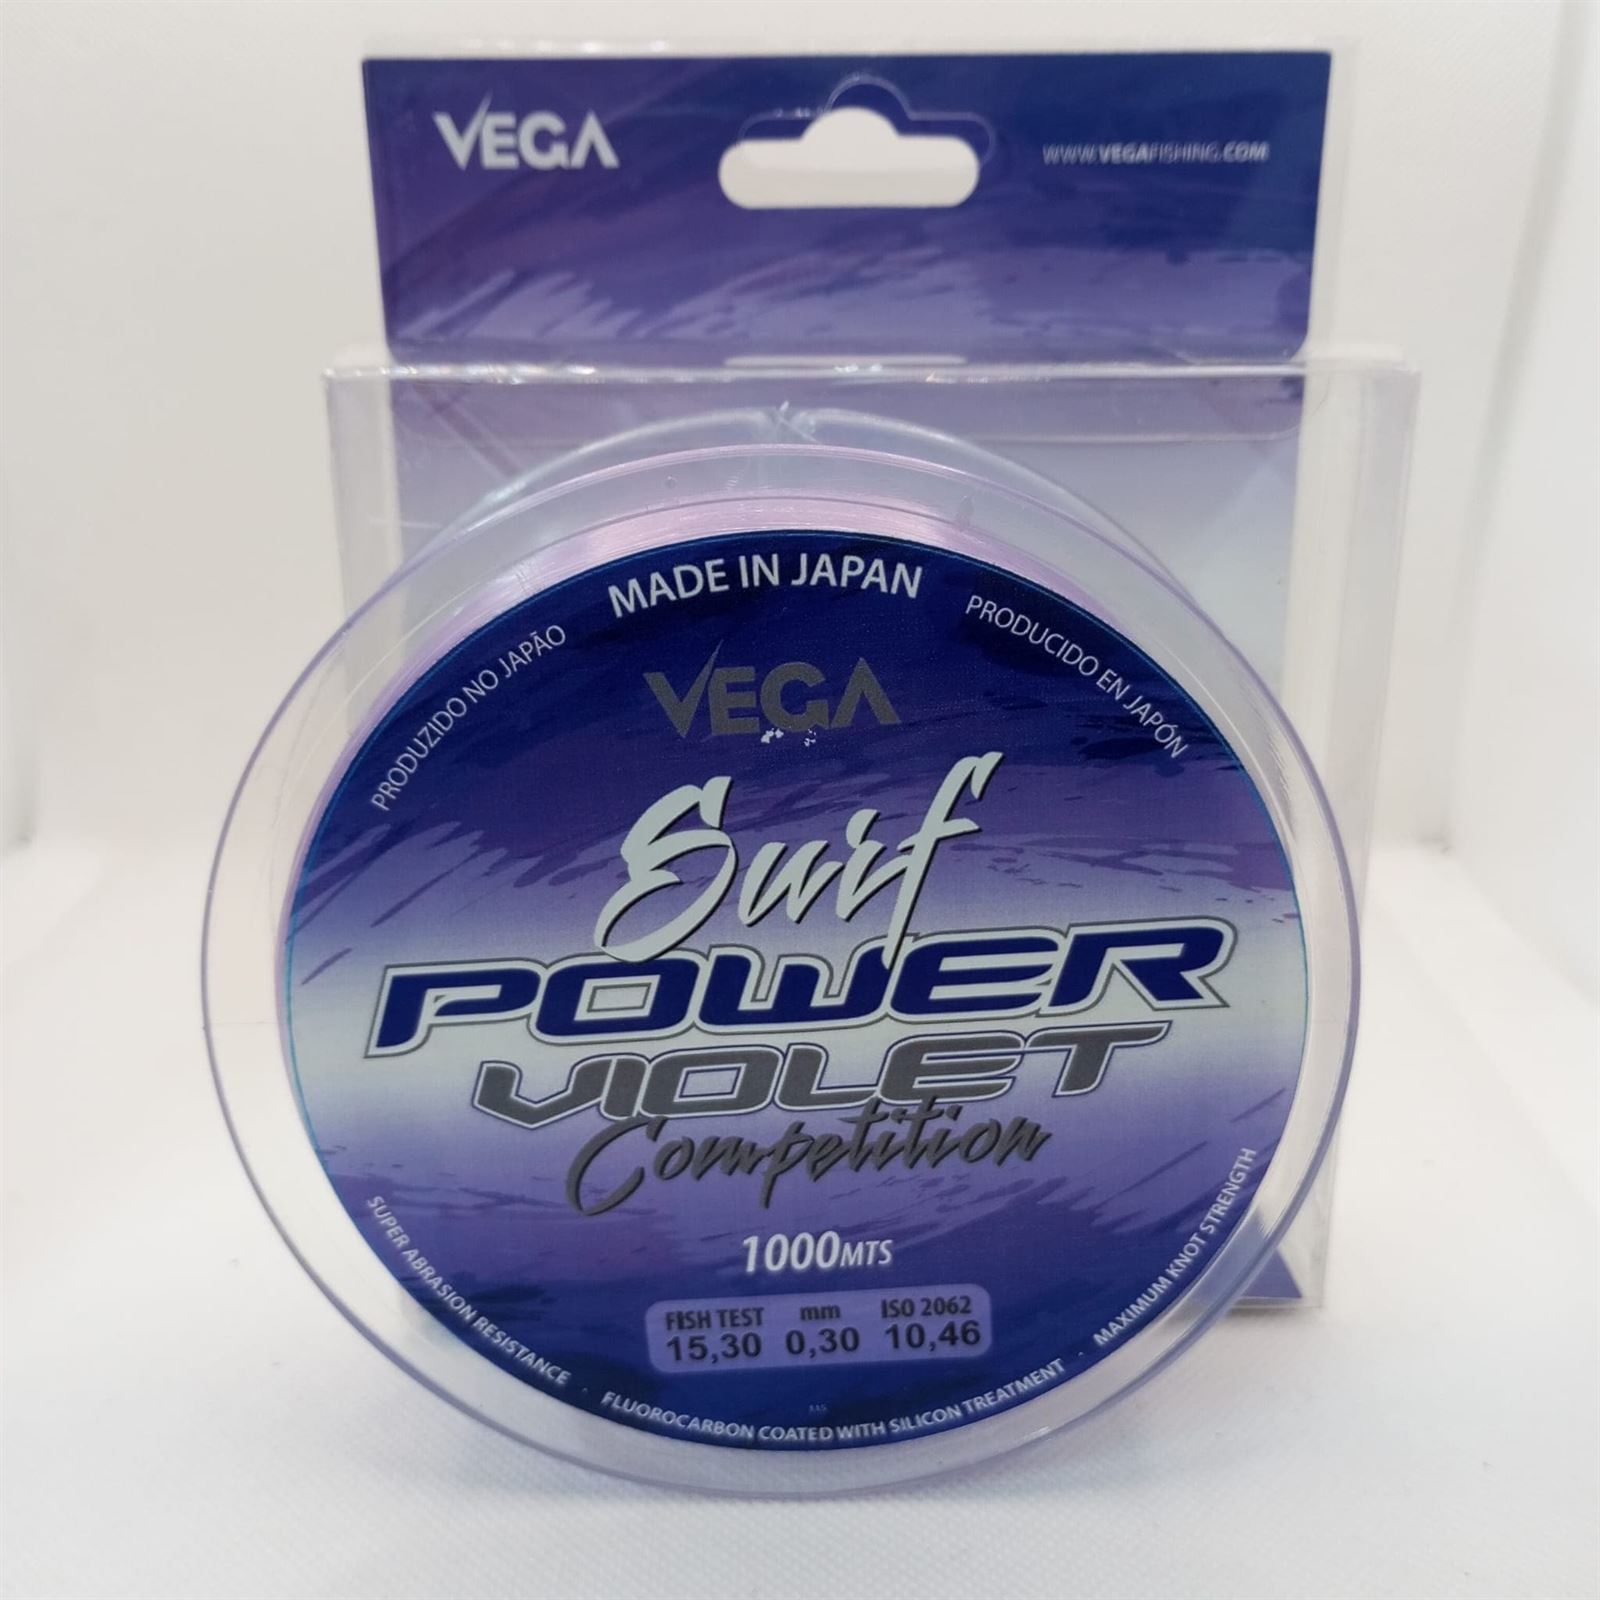 VEGA
WWW.VEGAFISHING.COM
MADE IN JAPAN
PRODUZIDO NO JAPÃO
PRODUCIDO EN JAPÓN
VEGA
Surf
POWER
VIOLET
Competition
1000MTS
FISH TEST mm ISO 2062
15,30 0,30 10,46
SUPER ABRASION RESISTANCE · FLUOROCARBON COATED WITH SILICON TREATMENT · MAXIMUM KNOT STRENGTH